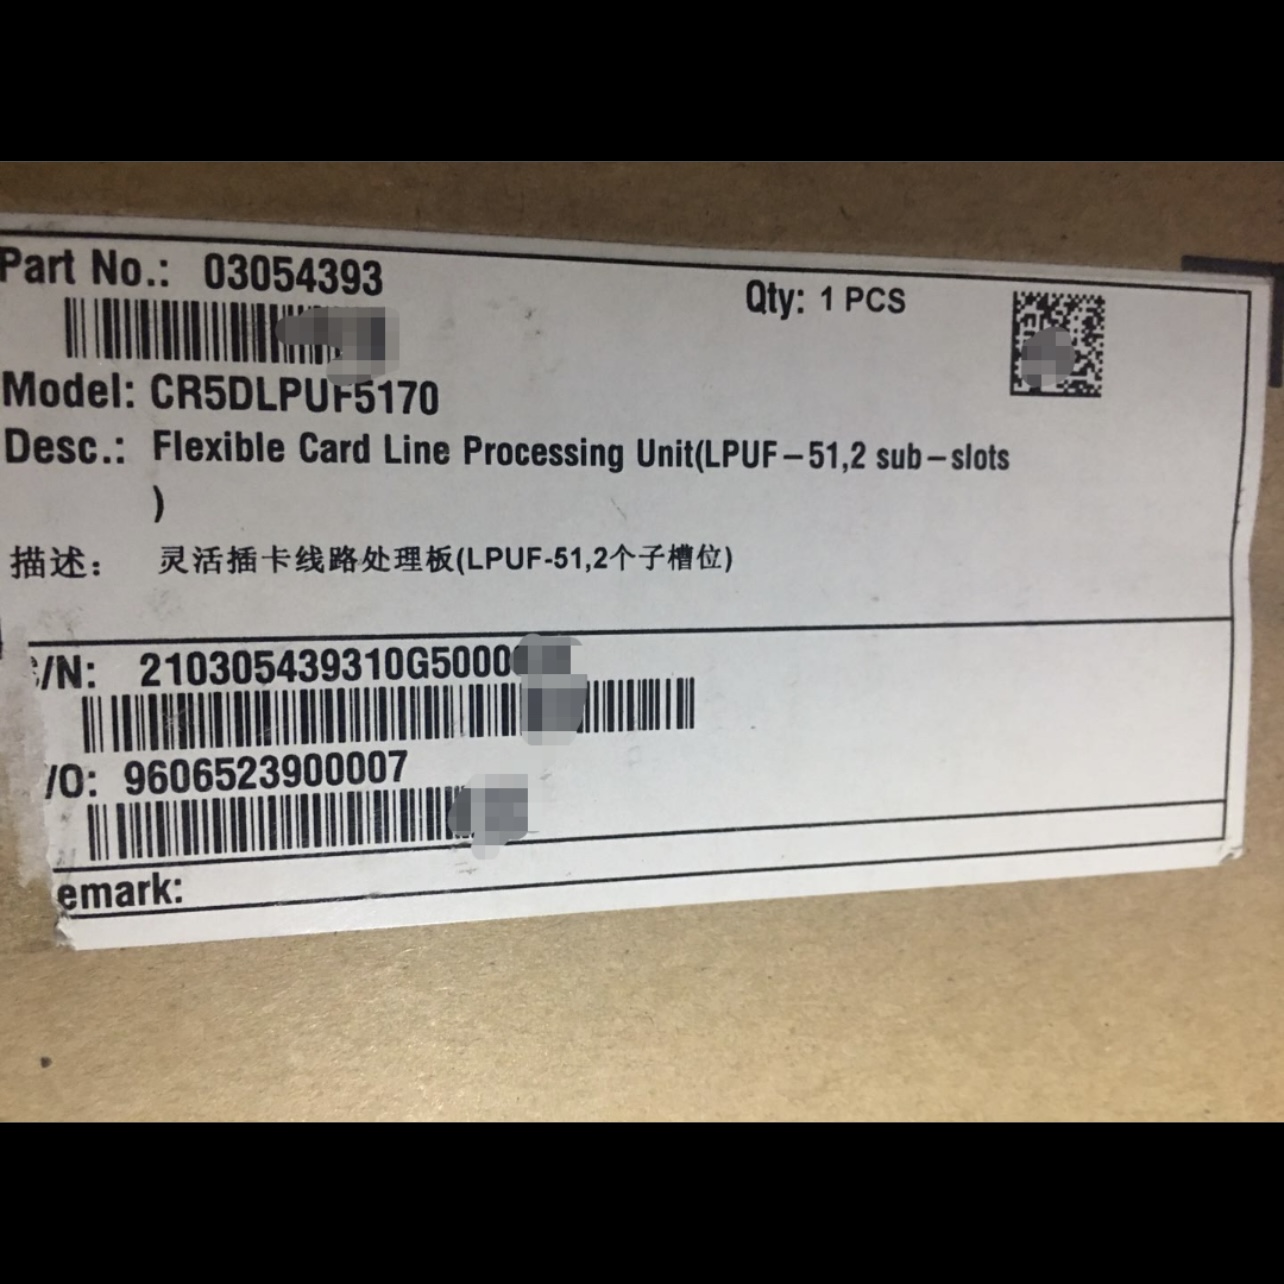 Part No.: 03054393
Qty: 1 PCS
Model: CR5DLPUF5170
Desc.: Flexible Card Line Processing Unit(LPUF-51,2 sub-slots
)
描述: 灵活插卡线路处理板(LPUF-51,2个子槽位)
/N: 210305439310G5000
/O: 9606523900007
emark: